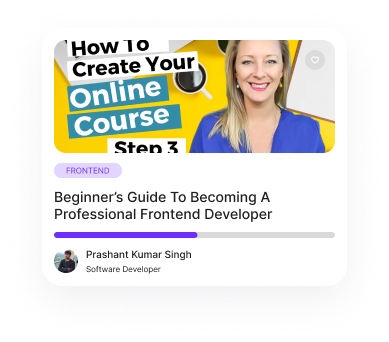 How To
Create Your
Online
Course
Step 3
FRONTEND
Beginner’s Guide To Becoming A
Professional Frontend Developer
Prashant Kumar Singh
Software Developer